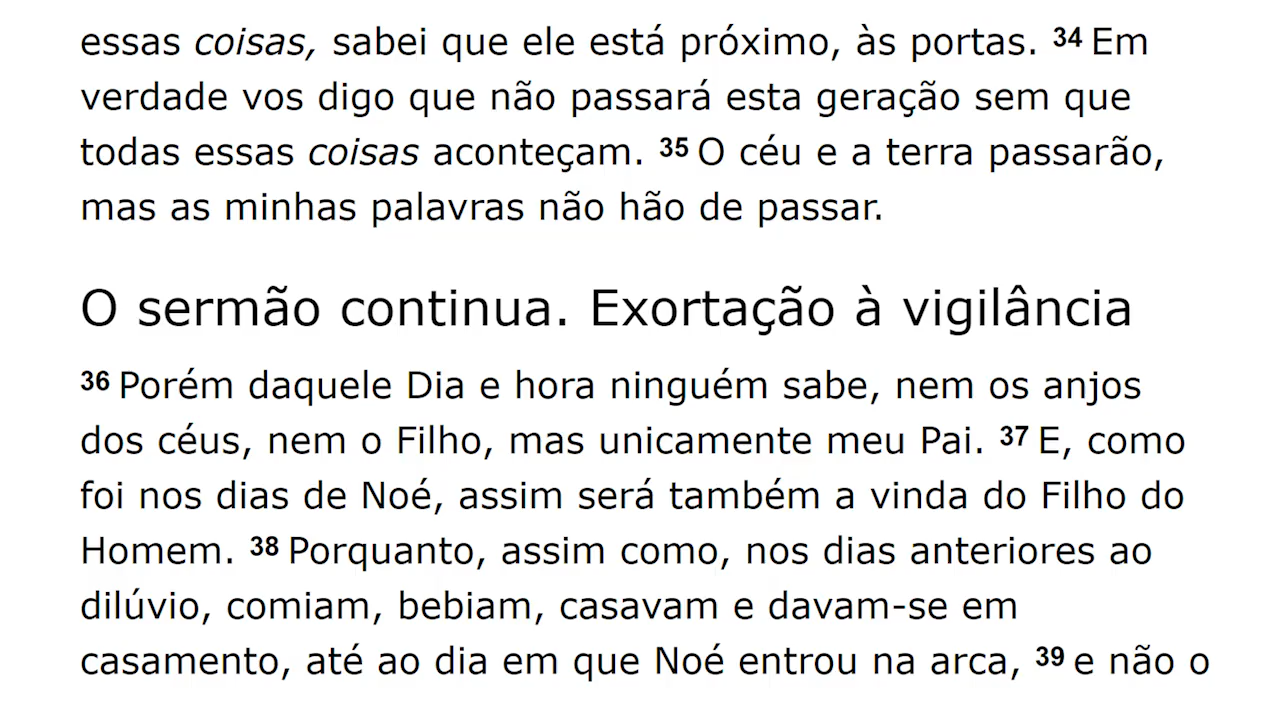 essas coisas, sabei que ele está próximo, às portas. 34 Em
verdade vos digo que não passará esta geração sem que
todas essas coisas aconteçam. 35 O céu e a terra passarão,
mas as minhas palavras não hão de passar.
O sermão continua. Exortação à vigilância
36 Porém daquele Dia e hora ninguém sabe, nem os anjos
dos céus, nem o Filho, mas unicamente meu Pai. 37 E, como
foi nos dias de Noé, assim será também a vinda do Filho do
Homem. 38 Porquanto, assim como, nos dias anteriores ao
dilúvio, comiam, bebiam, casavam e davam-se em
casamento, até ao dia em que Noé entrou na arca, 39 e não o